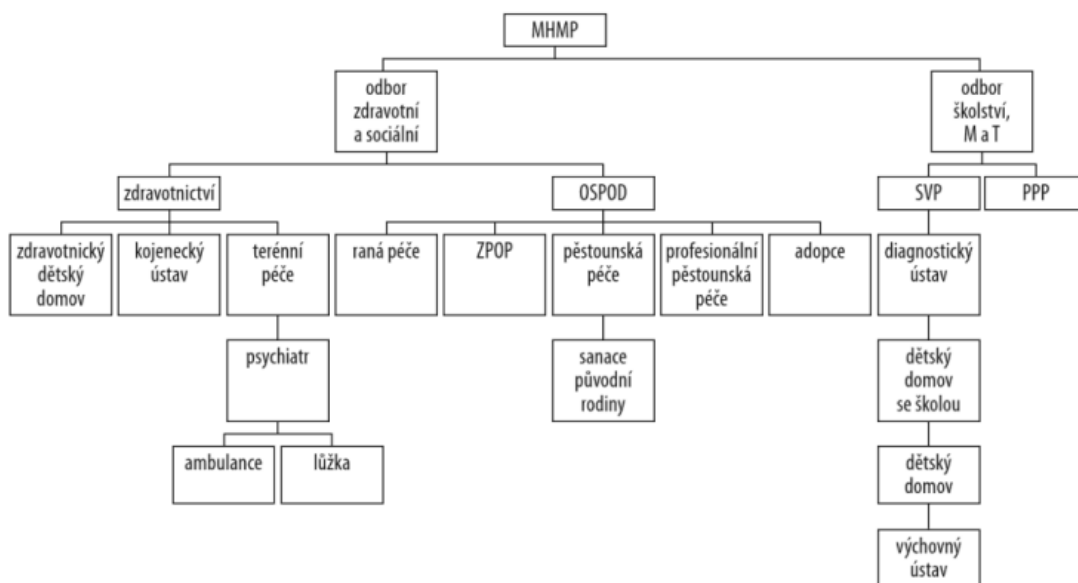 MHMP
odbor
zdravotní
a sociální
odbor
školství,
M a T
zdravotnictví
OSPOD
SVP
PPP
zdravotnický
dětský
domov
kojenecký
ústav
terénní
péče
raná péče
ZPOP
pěstounská
péče
profesionální
pěstounská
péče
adopce
diagnostický
ústav
psychiatr
sanace
původní
rodiny
dětský
domov
se školou
ambulance
lůžka
dětský
domov
výchovný
ústav